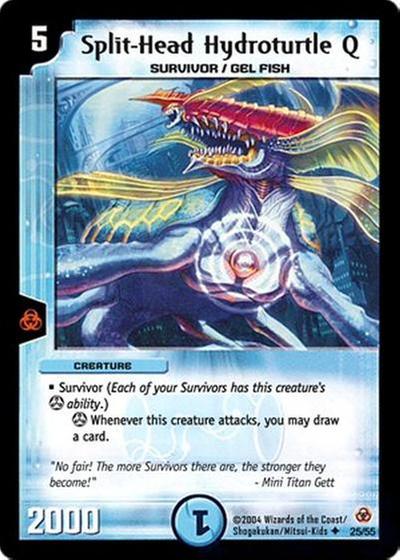 5
Split-Head Hydroturtle Q
SURVIVOR / GEL FISH
CREATURE
▪ Survivor (Each of your Survivors has this creature's
ability.)
Whenever this creature attacks, you may draw
a card.
"No fair! The more Survivors there are, the stronger they
become!"
- Mini Titan Gett
2000
1
©2004 Wizards of the Coast/
Shogakukan/Mitsui-Kids ♦ 25/55